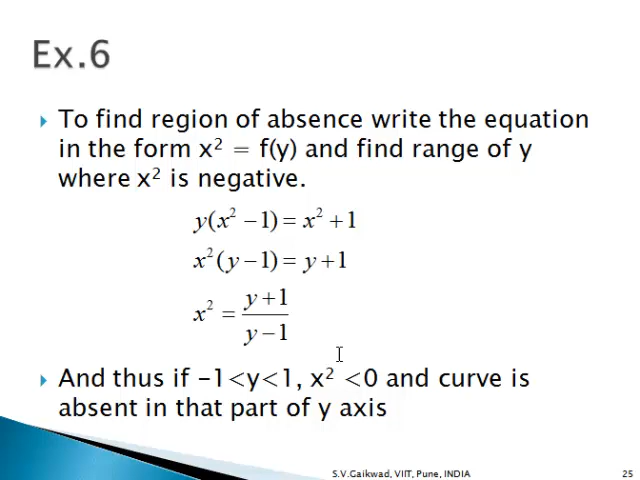 Ex.6
To find region of absence write the equation
in the form x² = f(y) and find range of y
where x² is negative.
y(x² − 1) = x² + 1
x² (y − 1) = y + 1
x² = (y + 1)/(y − 1)
And thus if -1<y<1, x² <0 and curve is
absent in that part of y axis
S.V.Gaikwad, VIIT, Pune, INDIA
25